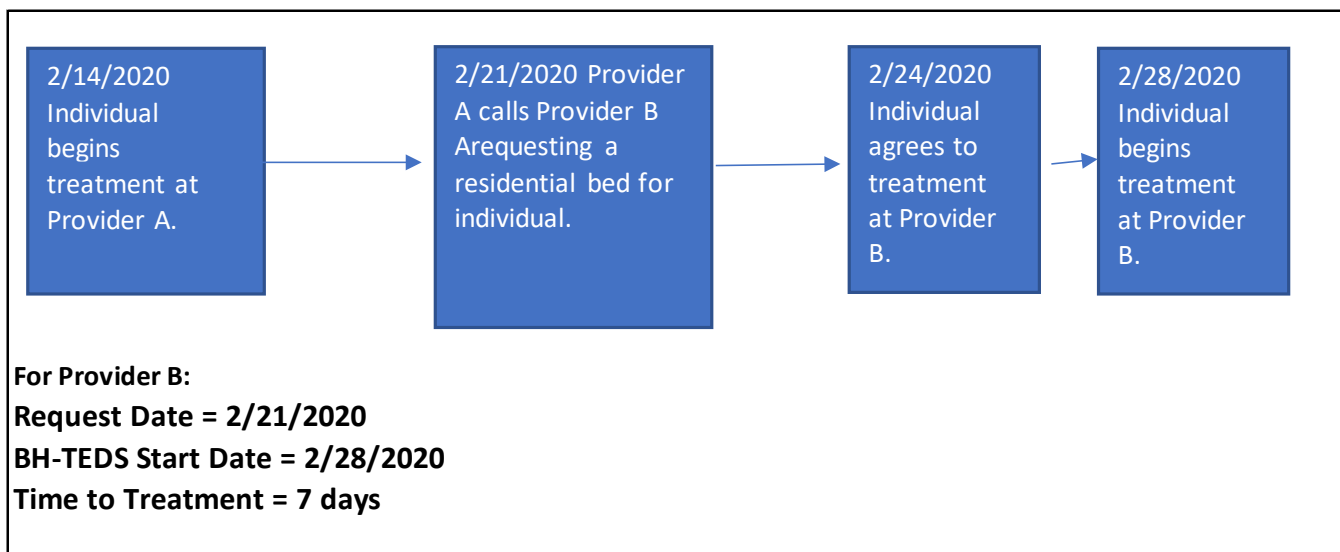 2/14/2020
Individual
begins
treatment at
Provider A.
2/21/2020 Provider
A calls Provider B
Arequesting a
residential bed for
individual.
2/24/2020
Individual
agrees to
treatment
at Provider
B.
2/28/2020
Individual
begins
treatment
at Provider
B.
For Provider B:
Request Date = 2/21/2020
BH-TEDS Start Date = 2/28/2020
Time to Treatment = 7 days